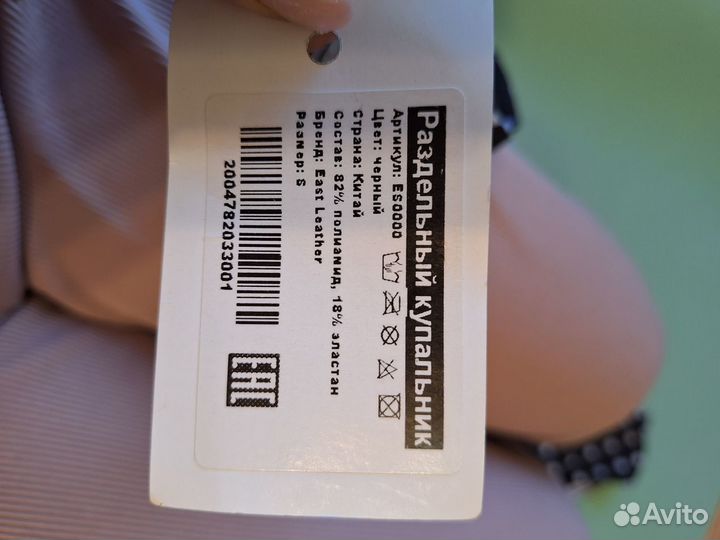 Раздельный купальник
Артикул: ES0000
Цвет: черный
Страна: Китай
Состав: 82% полиамид, 18% эластан
Бренд: East Leather
Размер: S
2004782033001
EAC
Avito